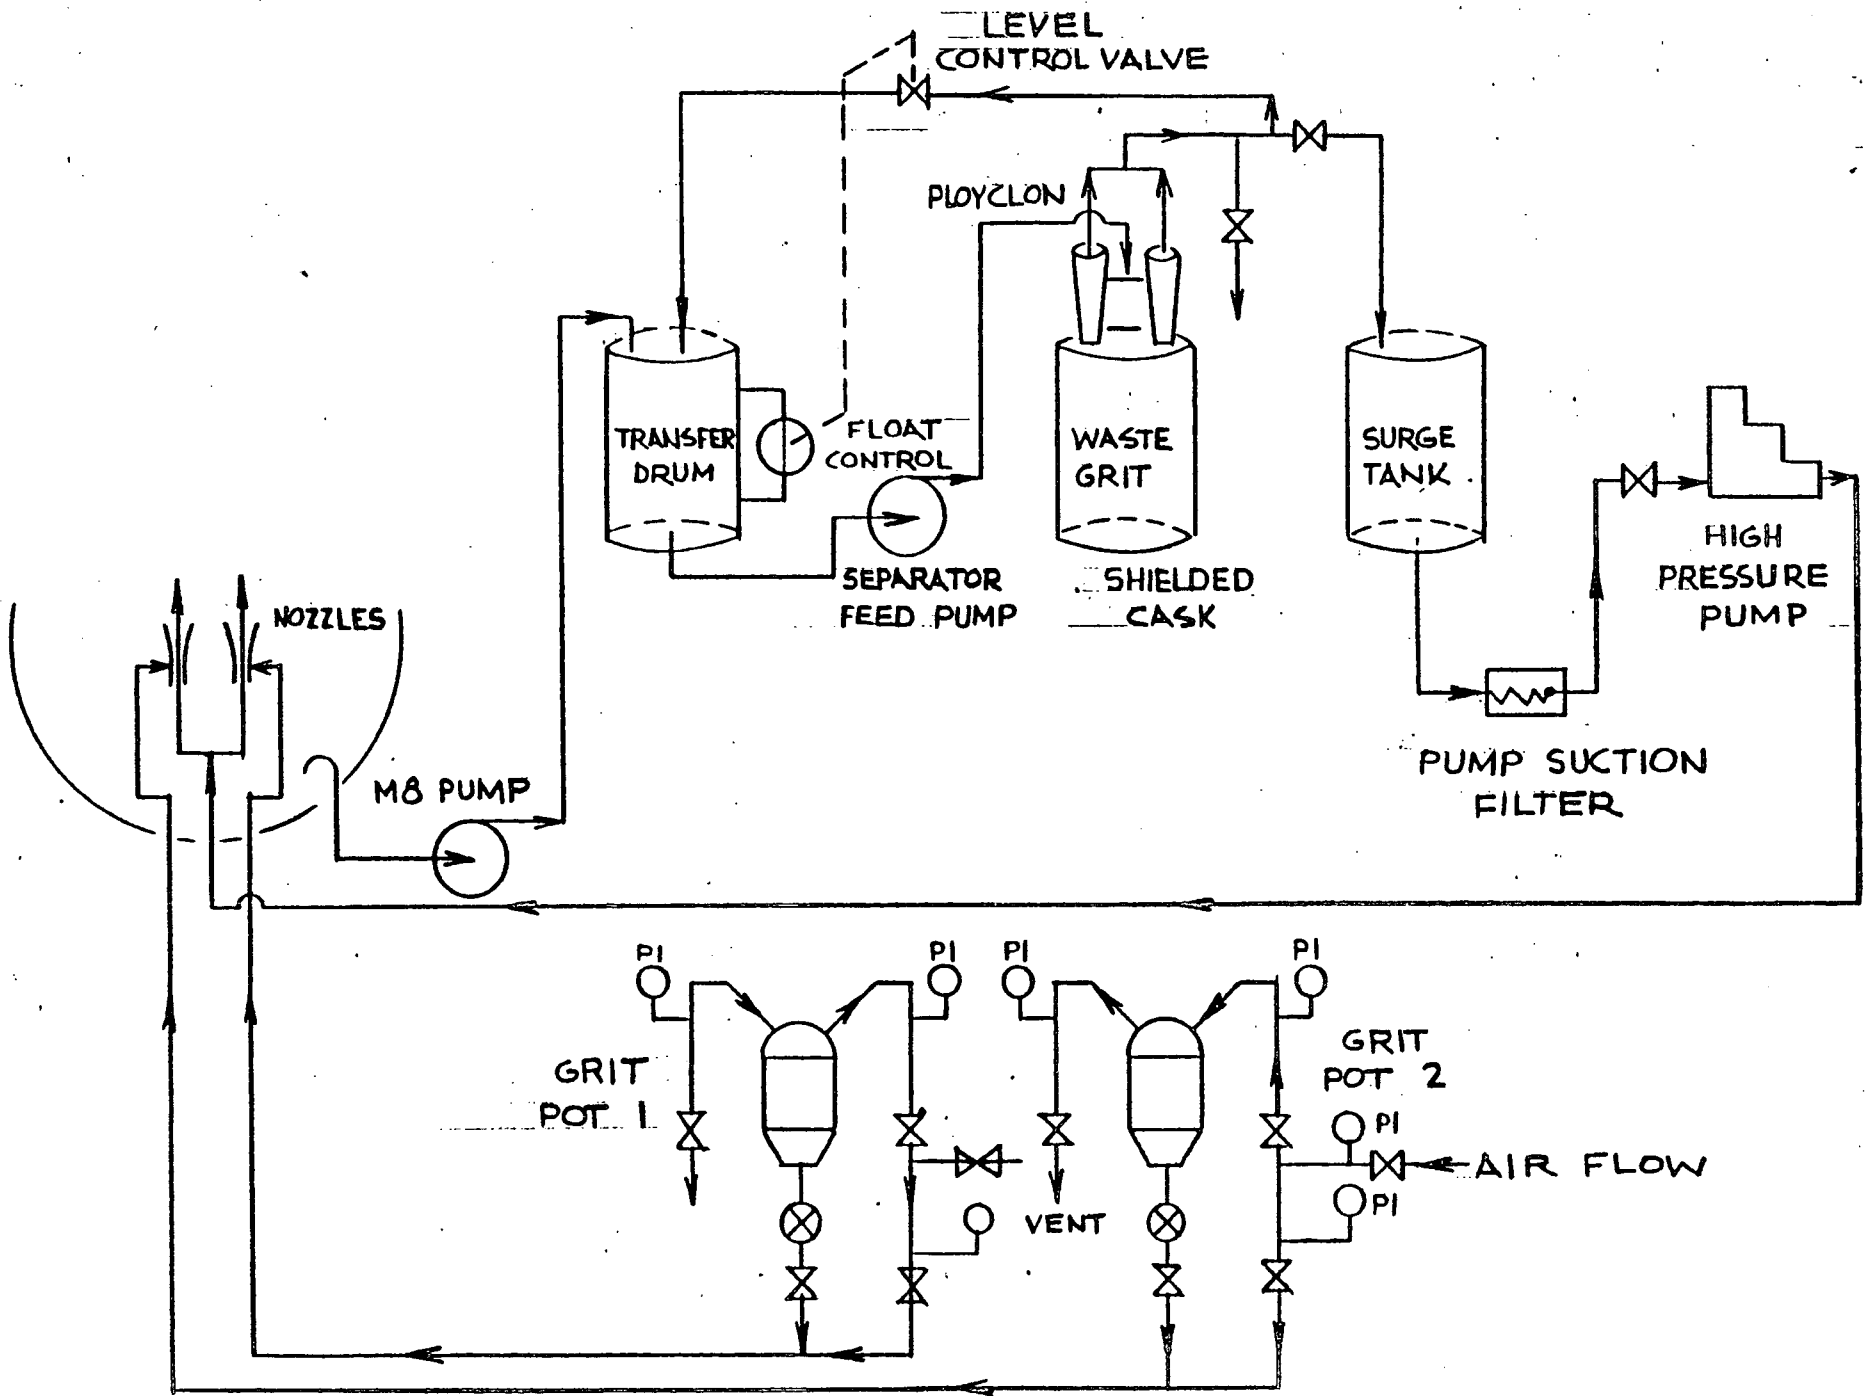 LEVEL
CONTROL VALVE
PLOYCLON
TRANSFER
DRUM
FLOAT
CONTROL
WASTE
GRIT
SURGE
TANK
HIGH
PRESSURE
PUMP
SEPARATOR
FEED PUMP
SHIELDED
CASK
NOZZLES
PUMP SUCTION
FILTER
M8 PUMP
PI
PI
PI
PI
GRIT
POT 1
GRIT
POT 2
PI
AIR FLOW
PI
VENT